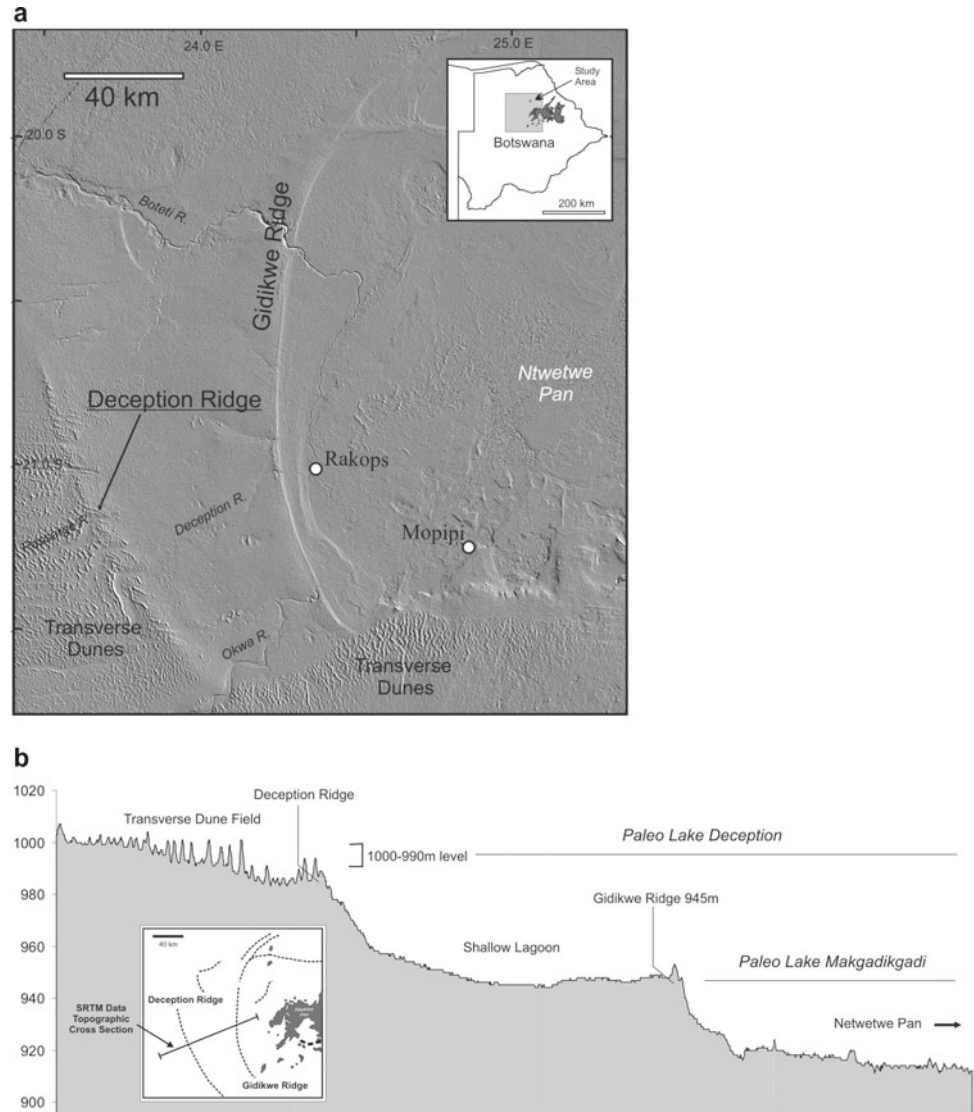 a
24.0 E
25.0 E
40 km
Study
Area
Botswana
200 km
20.0 S
Boteti R.
Gidikwe Ridge
Ntwetwe
Pan
Deception Ridge
21.0 S
Rakops
Deception R.
Mopipi
Okwa R.
Transverse
Dunes
Transverse
Dunes
b
1020
1000
980
960
940
920
900
Transverse Dune Field
Deception Ridge
1000-990m level
Paleo Lake Deception
Gidikwe Ridge 945m
Shallow Lagoon
Paleo Lake Makgadikgadi
Netwetwe Pan
40 km
Deception Ridge
SRTM Data
Topographic
Cross Section
Gidikwe Ridge